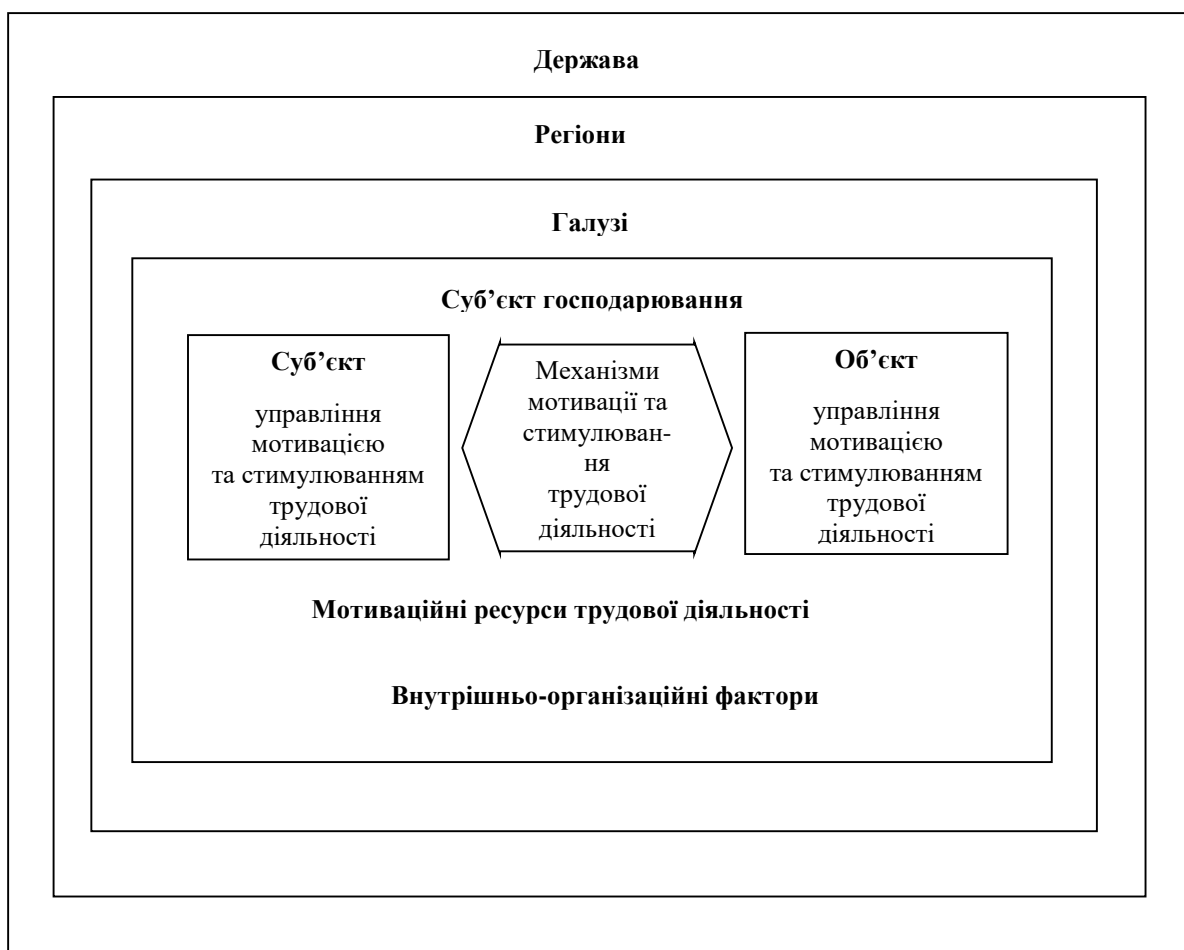 Держава
Регіони
Галузі
Суб’єкт господарювання
Суб’єкт
управління
мотивацією
та стимулюванням
трудової
діяльності
Механізми
мотивації та
стимулюван-
ня
трудової
діяльності
Об’єкт
управління
мотивацією
та стимулюванням
трудової
діяльності
Мотиваційні ресурси трудової діяльності
Внутрішньо-організаційні фактори